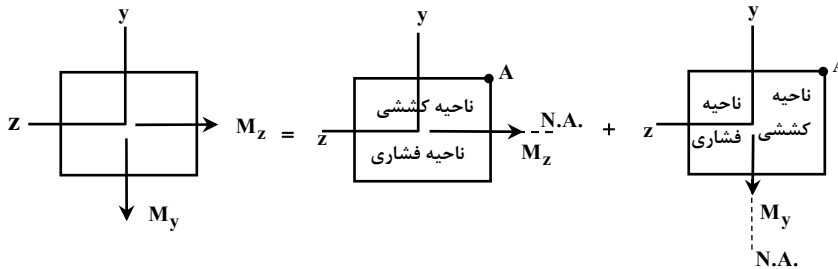 y
z
M_z
M_y
=
y
A
ناحیه کششی
z
N.A.
M_z
ناحیه فشاری
+
y
A
ناحیه
ناحیه
z
فشاری
کششی
M_y
N.A.